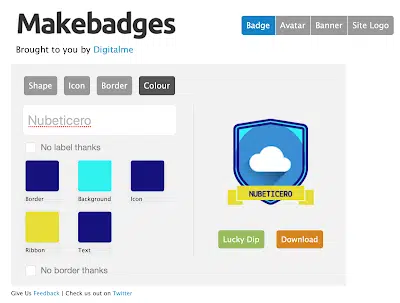 Makebadges
Badge Avatar Banner Site Logo
Brought to you by Digitalme
Shape Icon Border Colour
Nubeticero
No label thanks
Border Background Icon
NUBETICERO
Ribbon Text
Lucky Dip Download
No border thanks
Give Us Feedback | Check us out on Twitter